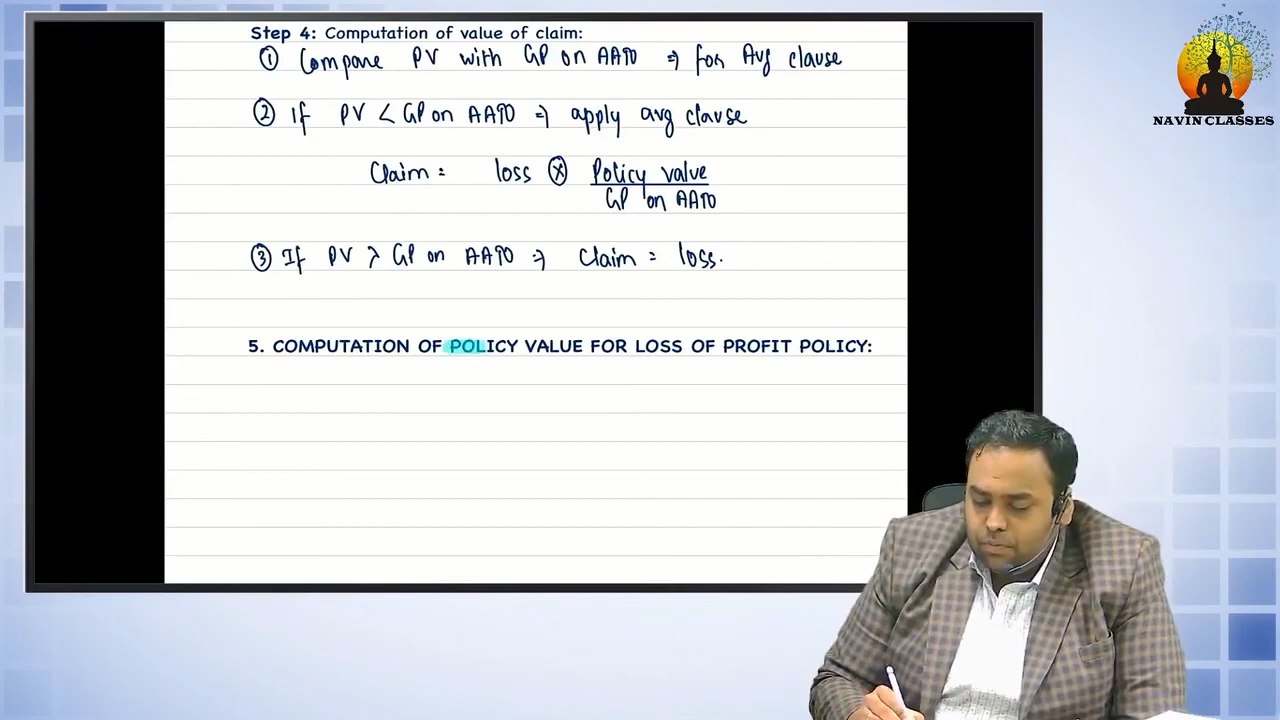 Step 4: Computation of value of claim:
① Compare PV with GP on AATO ⇒ for Avg clause
② If PV < GP on AATO ⇒ apply avg clause
Claim = loss ⊗ Policy value
GP on AATO
③ If PV > GP on AATO ⇒ Claim = loss.
5. COMPUTATION OF POLICY VALUE FOR LOSS OF PROFIT POLICY:
NAVIN CLASSES